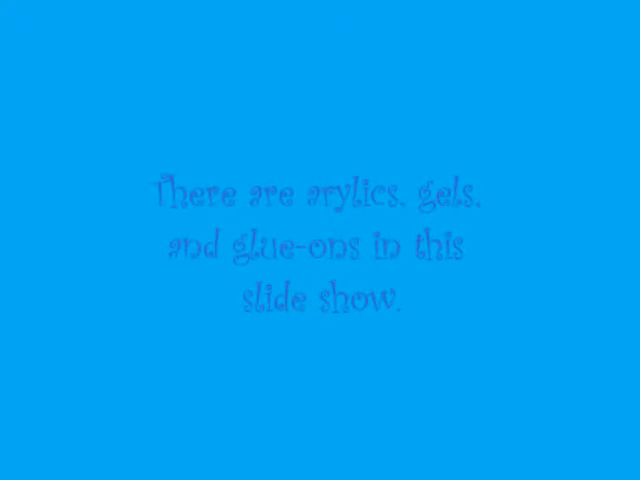 There are arylics, gels,
and glue-ons in this
slide show.